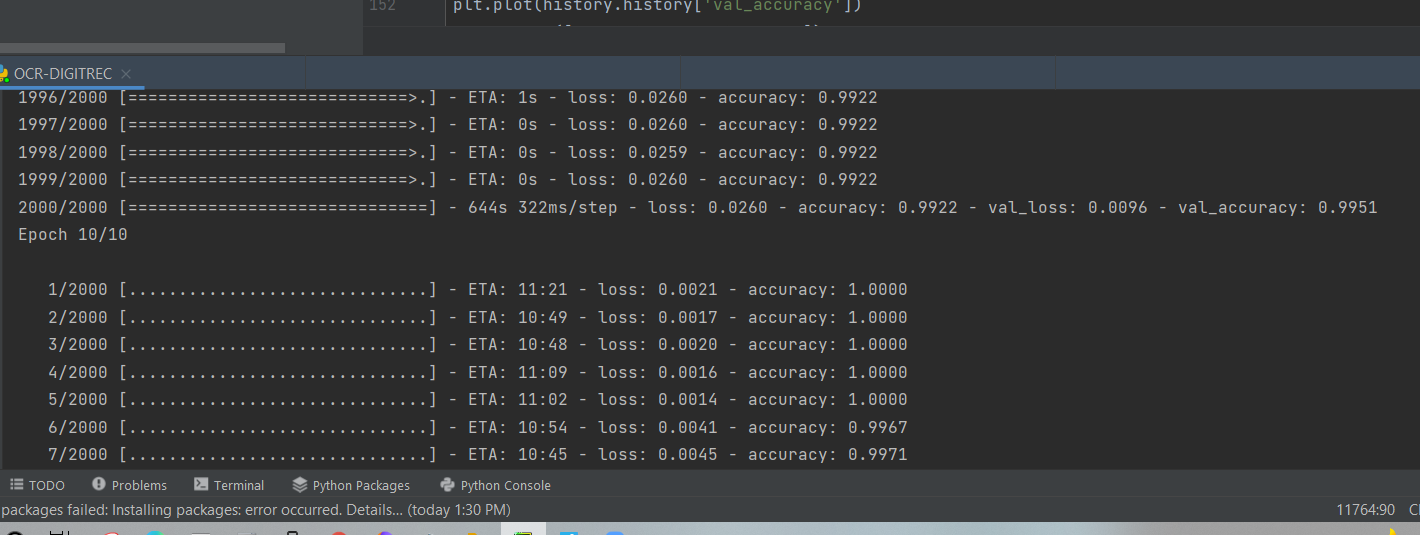 152 plt.plot(history.history['val_accuracy'])
OCR-DIGITREC ×
1996/2000 [============================>.] - ETA: 1s - loss: 0.0260 - accuracy: 0.9922
1997/2000 [============================>.] - ETA: 0s - loss: 0.0260 - accuracy: 0.9922
1998/2000 [============================>.] - ETA: 0s - loss: 0.0259 - accuracy: 0.9922
1999/2000 [============================>.] - ETA: 0s - loss: 0.0260 - accuracy: 0.9922
2000/2000 [==============================] - 644s 322ms/step - loss: 0.0260 - accuracy: 0.9922 - val_loss: 0.0096 - val_accuracy: 0.9951
Epoch 10/10
1/2000 [..............................] - ETA: 11:21 - loss: 0.0021 - accuracy: 1.0000
2/2000 [..............................] - ETA: 10:49 - loss: 0.0017 - accuracy: 1.0000
3/2000 [..............................] - ETA: 10:48 - loss: 0.0020 - accuracy: 1.0000
4/2000 [..............................] - ETA: 11:09 - loss: 0.0016 - accuracy: 1.0000
5/2000 [..............................] - ETA: 11:02 - loss: 0.0014 - accuracy: 1.0000
6/2000 [..............................] - ETA: 10:54 - loss: 0.0041 - accuracy: 0.9967
7/2000 [..............................] - ETA: 10:45 - loss: 0.0045 - accuracy: 0.9971
TODO Problems Terminal Python Packages Python Console
packages failed: Installing packages: error occurred. Details... (today 1:30 PM) 11764:90